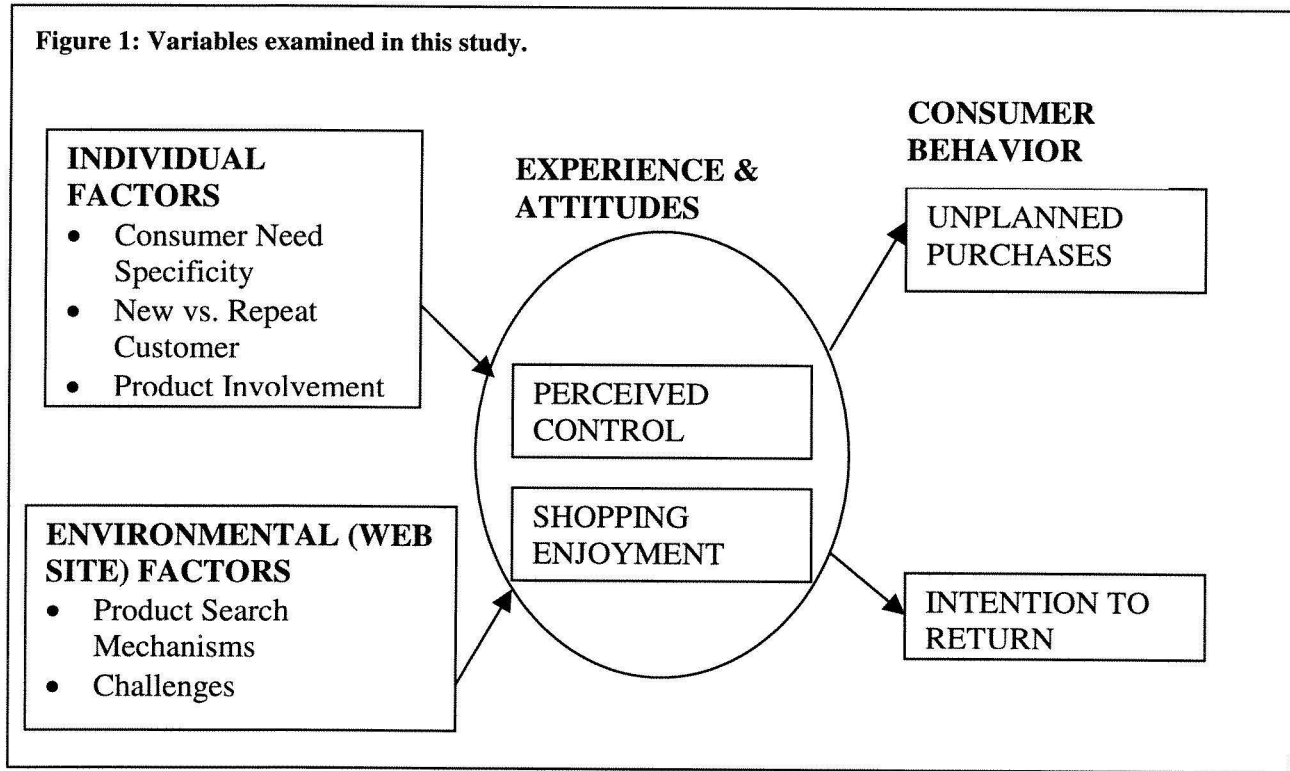 Figure 1: Variables examined in this study.
INDIVIDUAL
FACTORS
• Consumer Need
Specificity
• New vs. Repeat
Customer
• Product Involvement
ENVIRONMENTAL (WEB
SITE) FACTORS
• Product Search
Mechanisms
• Challenges
EXPERIENCE &
ATTITUDES
PERCEIVED
CONTROL
SHOPPING
ENJOYMENT
CONSUMER
BEHAVIOR
UNPLANNED
PURCHASES
INTENTION TO
RETURN